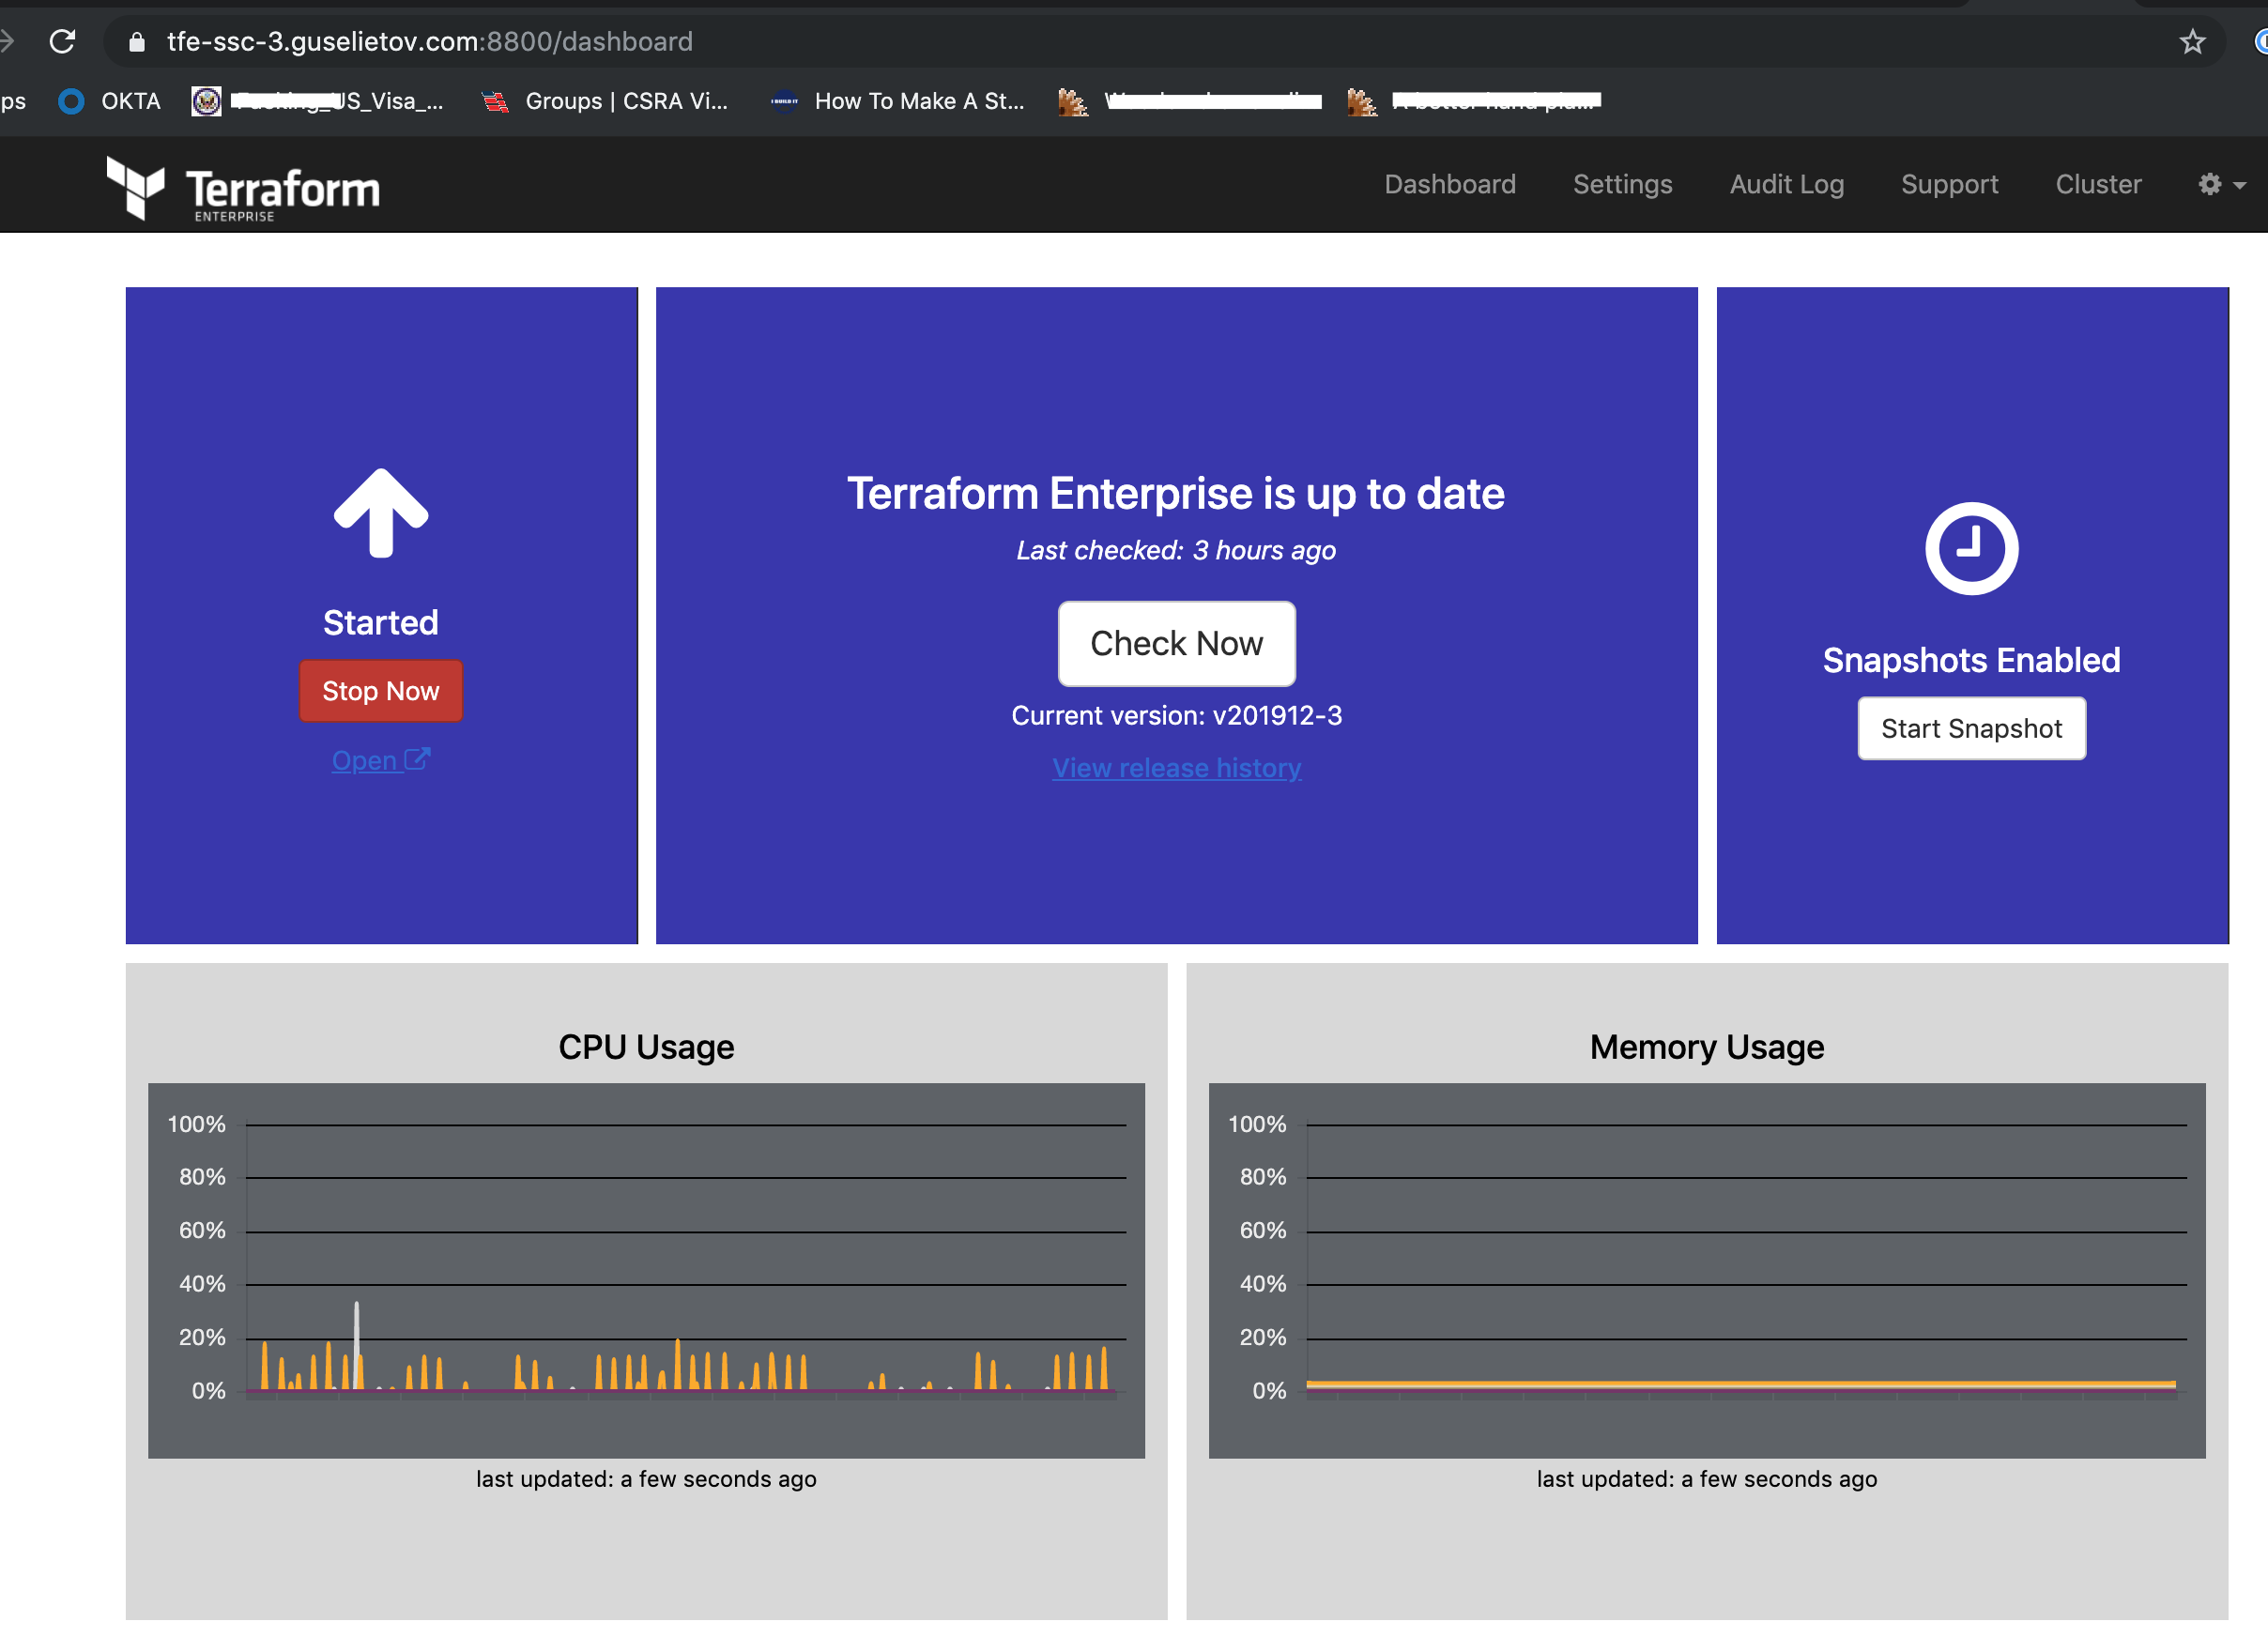 tfe-ssc-3.guselietov.com:8800/dashboard
ps OKTA US_Visa_... Groups | CSRA Vi... How To Make A St...
Terraform
ENTERPRISE
Dashboard Settings Audit Log Support Cluster
Started
Stop Now
Open
Terraform Enterprise is up to date
Last checked: 3 hours ago
Check Now
Current version: v201912-3
View release history
Snapshots Enabled
Start Snapshot
CPU Usage
100%
80%
60%
40%
20%
0%
last updated: a few seconds ago
Memory Usage
100%
80%
60%
40%
20%
0%
last updated: a few seconds ago